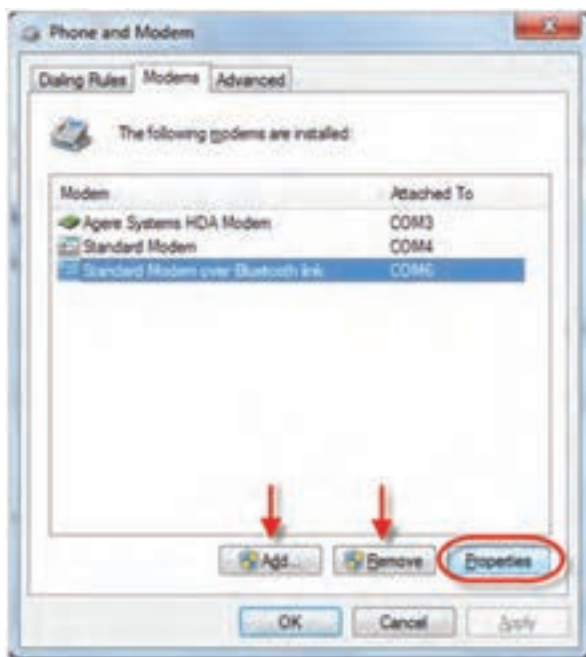 Phone and Modem
Dialing Rules Modems Advanced
The following modems are installed:
Modem Attached To
Agere Systems HDA Modem COM3
Standard Modem COM4
Standard Modem over Bluetooth link COM6
Add... Remove Properties
OK Cancel Apply